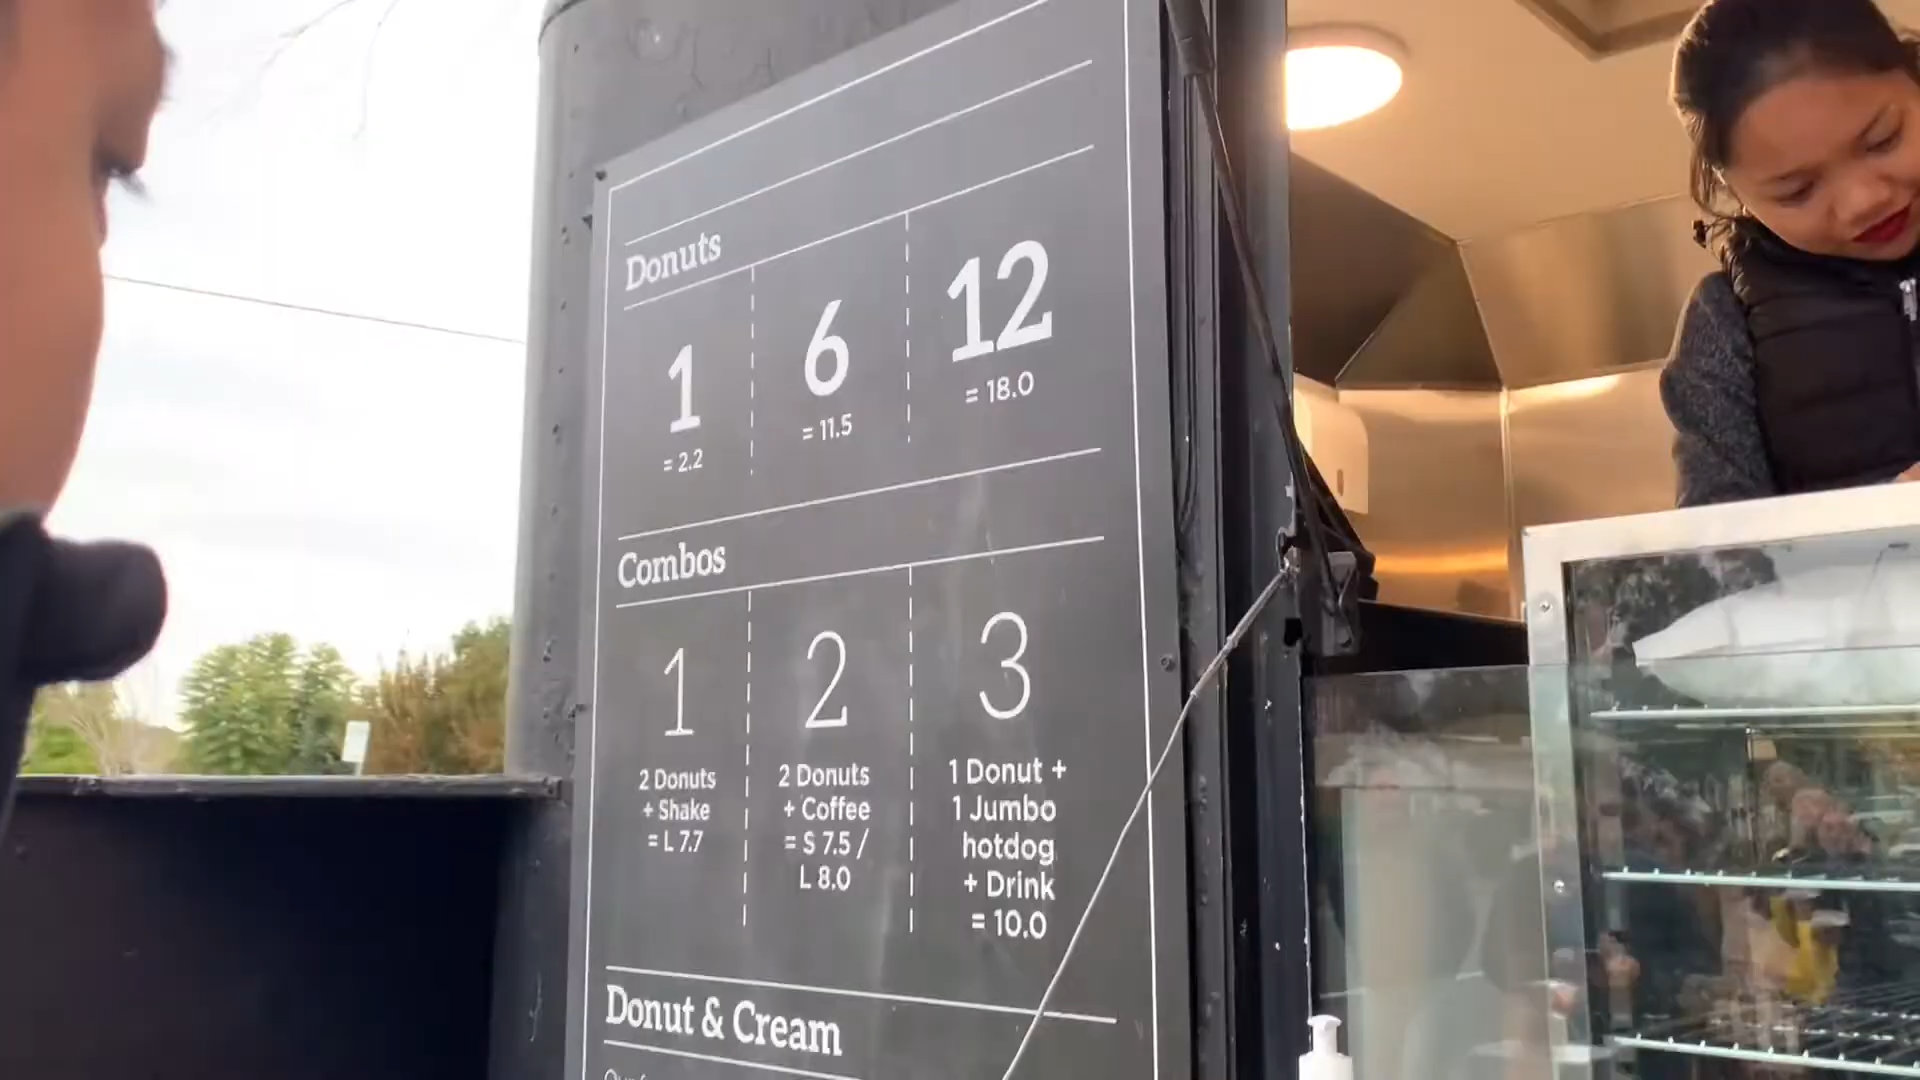 Donuts
1
= 2.2
6
= 11.5
12
= 18.0
Combos
1
2 Donuts
+ Shake
= L 7.7
2
2 Donuts
+ Coffee
= S 7.5 /
L 8.0
3
1 Donut +
1 Jumbo
hotdog
+ Drink
= 10.0
Donut & Cream